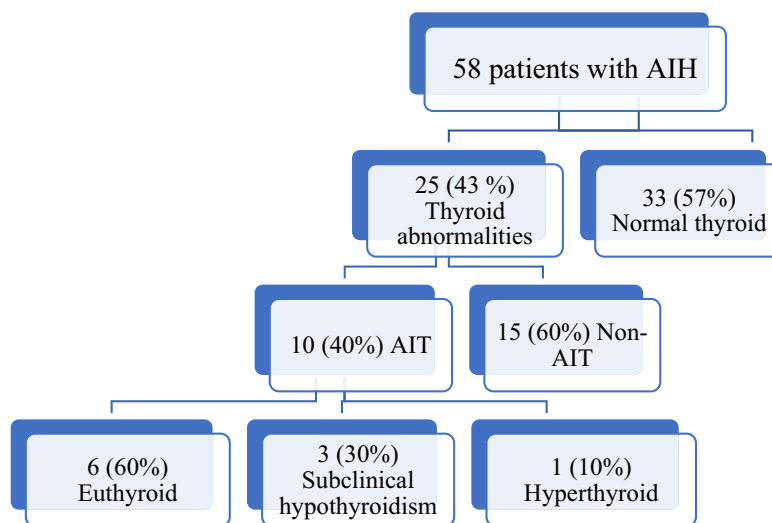 58 patients with AIH
25 (43 %)
Thyroid
abnormalities
33 (57%)
Normal thyroid
10 (40%) AIT
15 (60%) Non-
AIT
6 (60%)
Euthyroid
3 (30%)
Subclinical
hypothyroidism
1 (10%)
Hyperthyroid